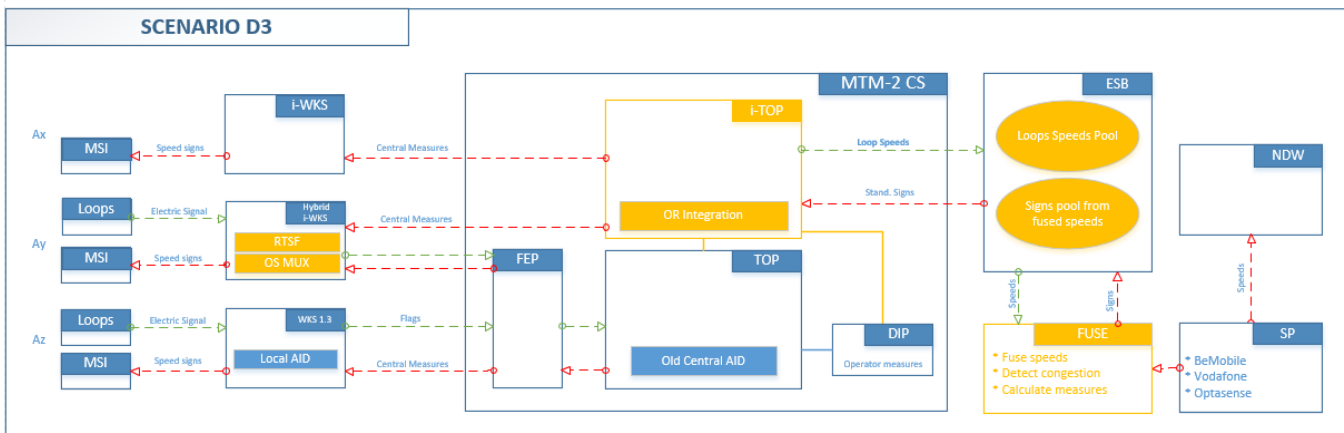 SCENARIO D3
MTM-2 CS
ESB
i-WKS
i-TOP
Ax
MSI
Speed signs
Central Measures
Loop Speeds
Loops Speeds Pool
NDW
Stand. Signs
Loops
Electric Signal
Hybrid
i-WKS
Central Measures
OR Integration
Signs pool from
fused speeds
RTSF
Ay
MSI
Speed signs
OS MUX
FEP
TOP
Speeds
Signs
Speeds
Loops
Electric Signal
WKS 1.3
Flags
Az
DIP
FUSE
SP
MSI
Speed signs
Local AID
Central Measures
Old Central AID
Operator measures
* Fuse speeds
* Detect congestion
* Calculate measures
* BeMobile
* Vodafone
* Optasense